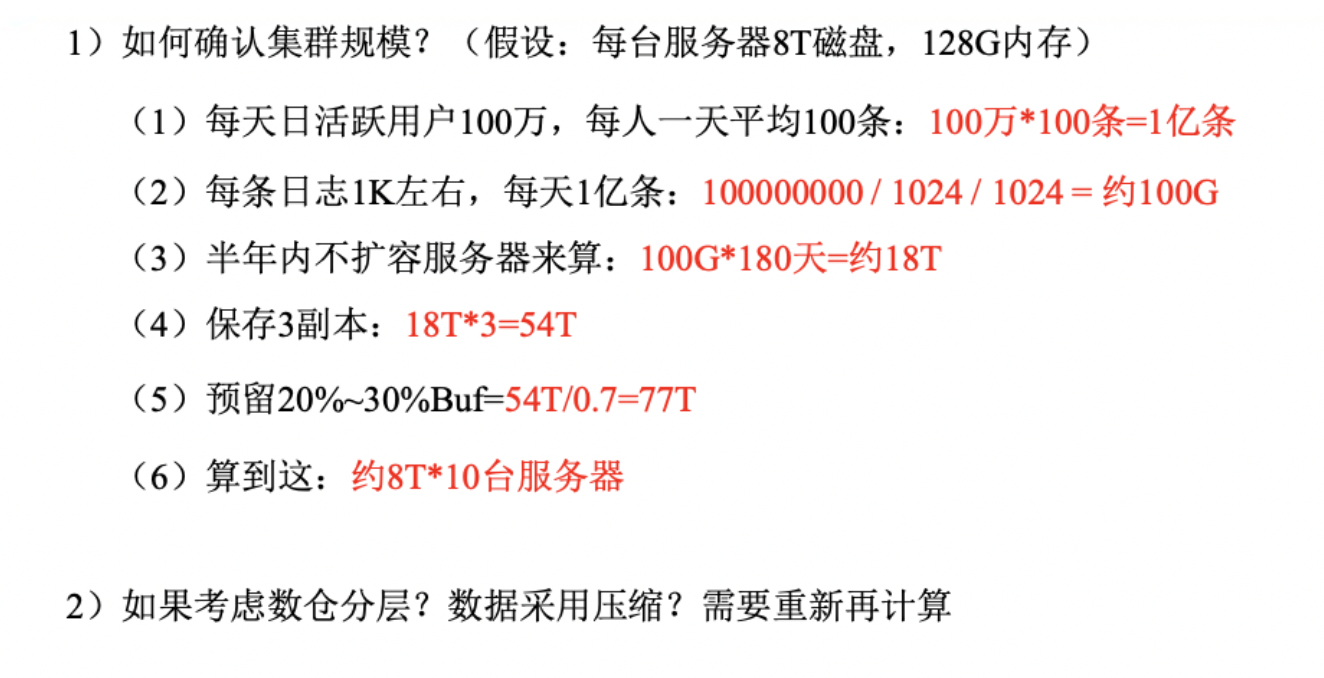 1）如何确认集群规模？（假设：每台服务器8T磁盘，128G内存）
（1）每天日活跃用户100万，每人一天平均100条：100万*100条=1亿条
（2）每条日志1K左右，每天1亿条：100000000 / 1024 / 1024 = 约100G
（3）半年内不扩容服务器来算：100G*180天=约18T
（4）保存3副本：18T*3=54T
（5）预留20%~30%Buf=54T/0.7=77T
（6）算到这：约8T*10台服务器
2）如果考虑数仓分层？数据采用压缩？需要重新再计算